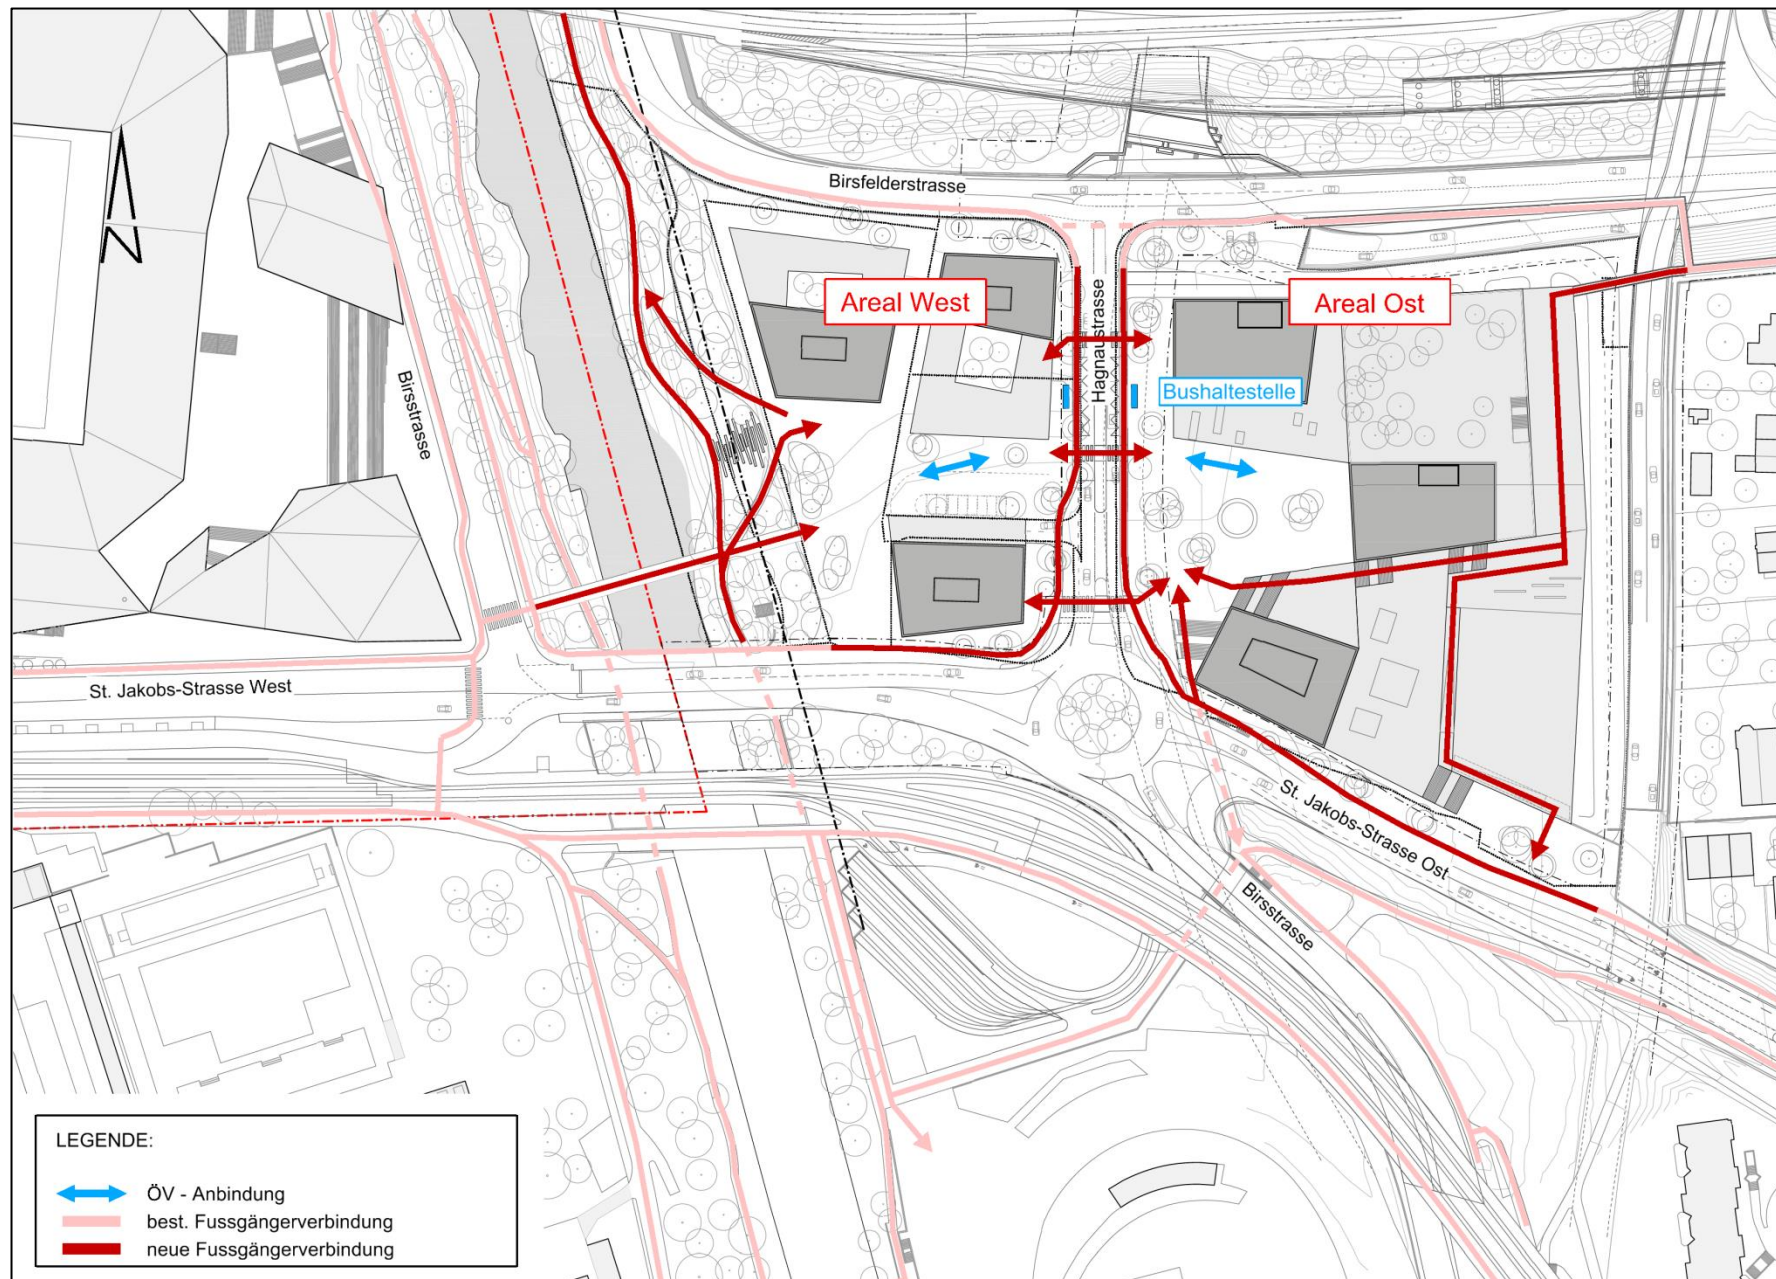 Birsfelderstrasse
Areal West
Areal Ost
Hagnaustrasse
Bushaltestelle
Birsstrasse
St. Jakobs-Strasse West
St. Jakobs-Strasse Ost
Birsstrasse
LEGENDE:
ÖV - Anbindung
best. Fussgängerverbindung
neue Fussgängerverbindung